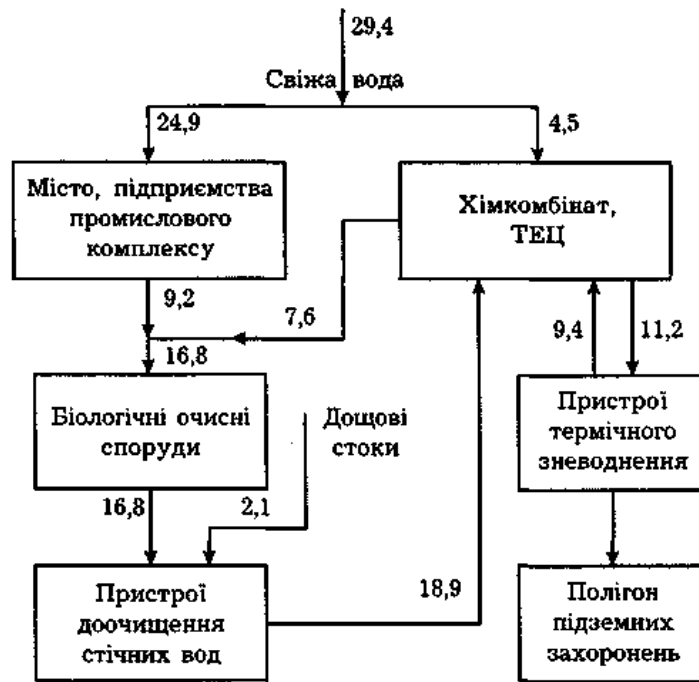 29,4
Свіжа вода
24,9
4,5
Місто, підприємства
промислового
комплексу
Хімкомбінат,
ТЕЦ
9,2
7,6
16,8
9,4
11,2
Біологічні очисні
споруди
Дощові
стоки
Пристрої
термічного
зневоднення
16,8
2,1
Пристрої
доочищення
стічних вод
18,9
Полігон
підземних
захоронень